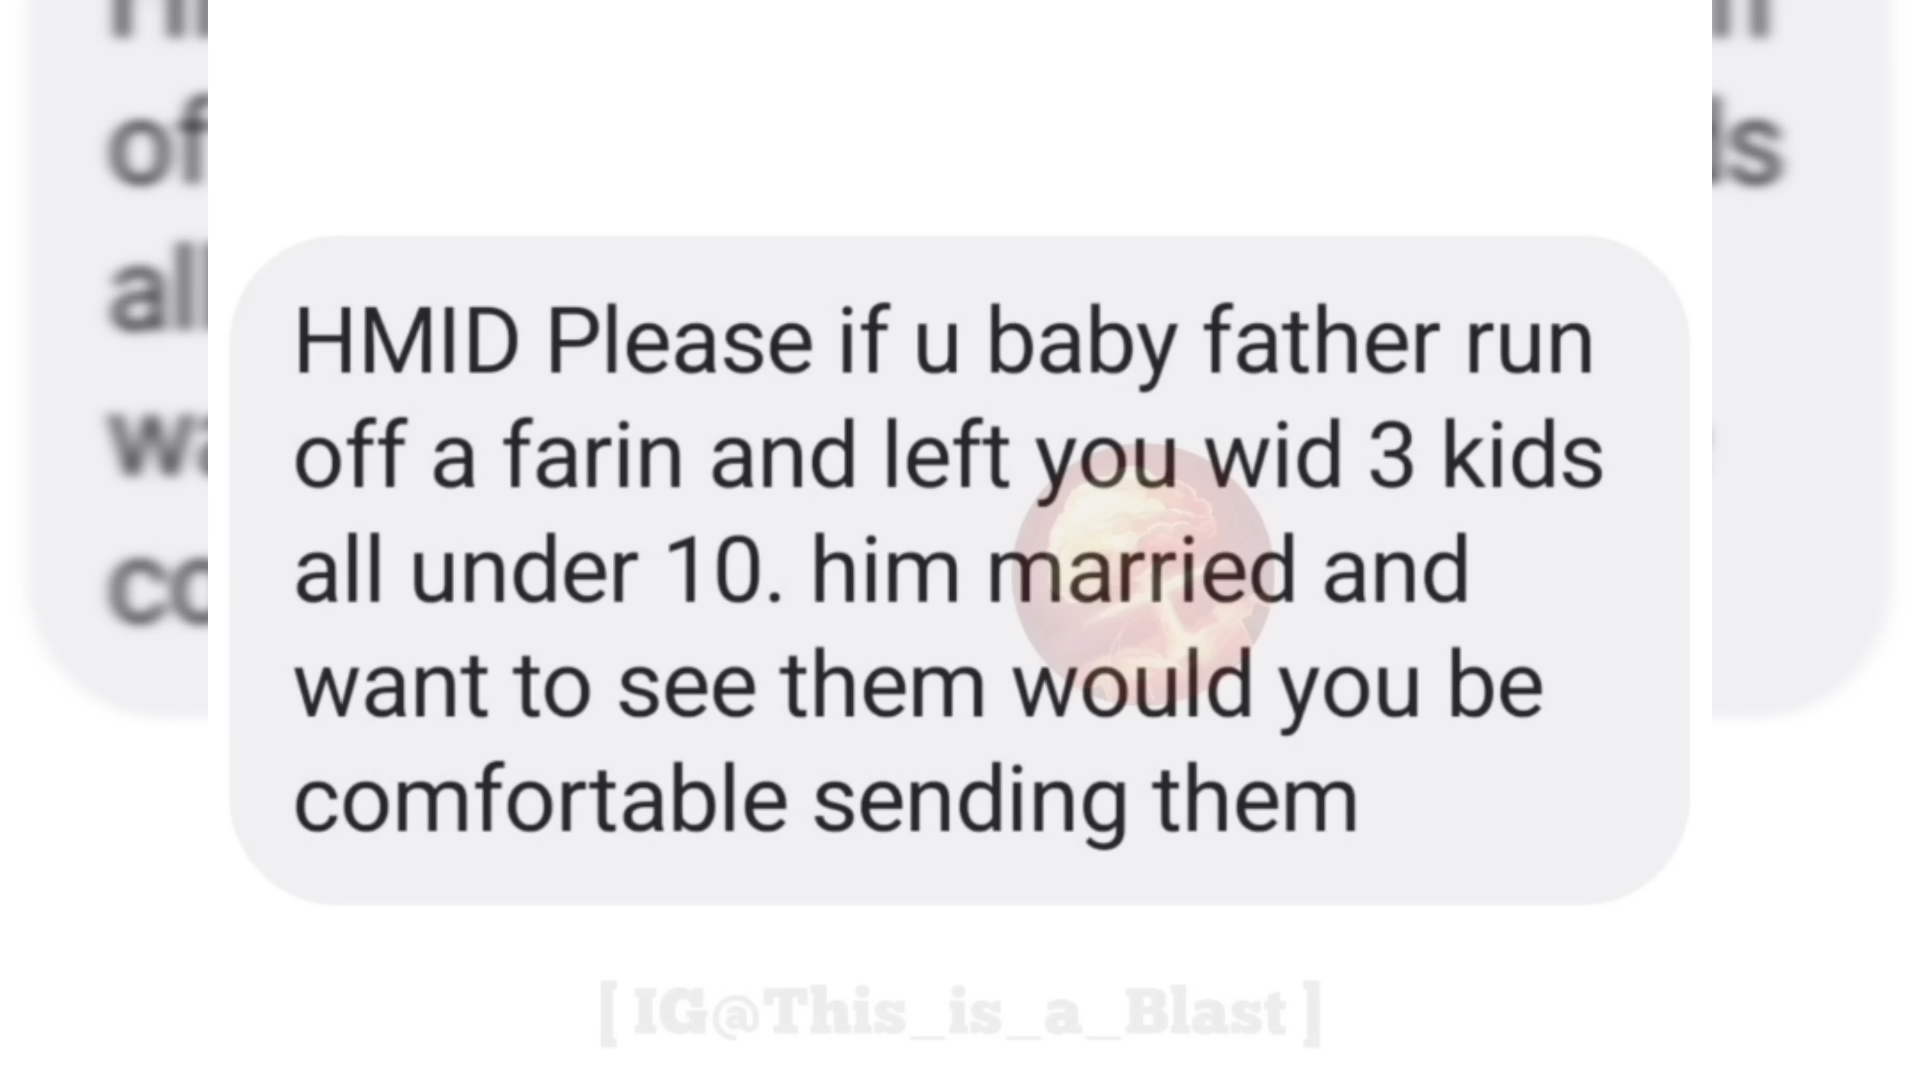 HMID Please if u baby father run
off a farin and left you wid 3 kids
all under 10. him married and
want to see them would you be
comfortable sending them
[ IG@This_is_a_Blast ]